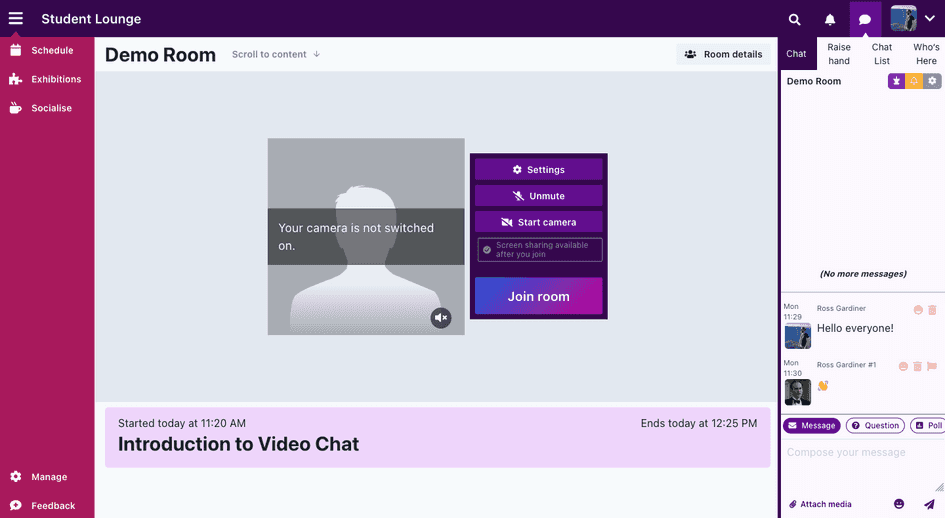 Student Lounge
Schedule
Exhibitions
Socialise
Manage
Feedback
Demo Room
Scroll to content ↓
Room details
Your camera is not switched
on.
Settings
Unmute
Start camera
Screen sharing available
after you join
Join room
Started today at 11:20 AM
Ends today at 12:25 PM
Introduction to Video Chat
Chat
Raise
hand
Chat
List
Who's
Here
Demo Room
(No more messages)
Mon
11:29
Ross Gardiner
Hello everyone!
Mon
11:30
Ross Gardiner #1
👋
Message
Question
Poll
Compose your message
Attach media